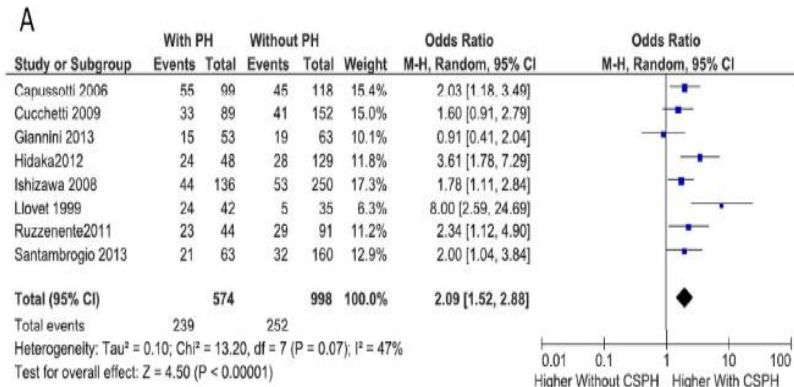 A
With PH Without PH Odds Ratio Odds Ratio
Study or Subgroup Events Total Events Total Weight M-H, Random, 95% CI M-H, Random, 95% CI
Capussotti 2006 55 99 45 118 15.4% 2.03 [1.18, 3.49]
Cucchetti 2009 33 89 41 152 15.0% 1.60 [0.91, 2.79]
Giannini 2013 15 53 19 63 10.1% 0.91 [0.41, 2.04]
Hidaka2012 24 48 28 129 11.8% 3.61 [1.78, 7.29]
Ishizawa 2008 44 136 53 250 17.3% 1.78 [1.11, 2.84]
Llovet 1999 24 42 5 35 6.3% 8.00 [2.59, 24.69]
Ruzzenente2011 23 44 29 91 11.2% 2.34 [1.12, 4.90]
Santambrogio 2013 21 63 32 160 12.9% 2.00 [1.04, 3.84]
Total (95% CI) 574 998 100.0% 2.09 [1.52, 2.88]
Total events 239 252
Heterogeneity: Tau² = 0.10; Chi² = 13.20, df = 7 (P = 0.07); I² = 47%
Test for overall effect: Z = 4.50 (P < 0.00001)
0.01 0.1 1 10 100
Higher Without CSPH Higher With CSPH